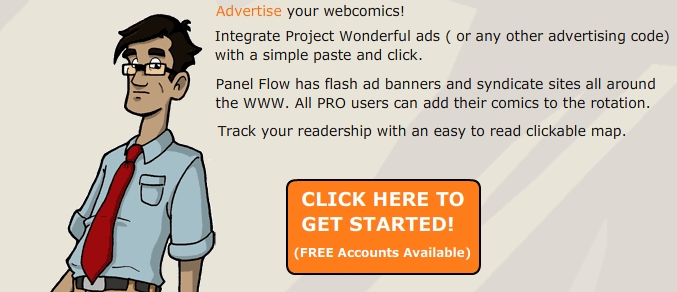 Advertise your webcomics!
Integrate Project Wonderful ads ( or any other advertising code)
with a simple paste and click.
Panel Flow has flash ad banners and syndicate sites all around
the WWW. All PRO users can add their comics to the rotation.
Track your readership with an easy to read clickable map.
CLICK HERE TO
GET STARTED!
(FREE Accounts Available)